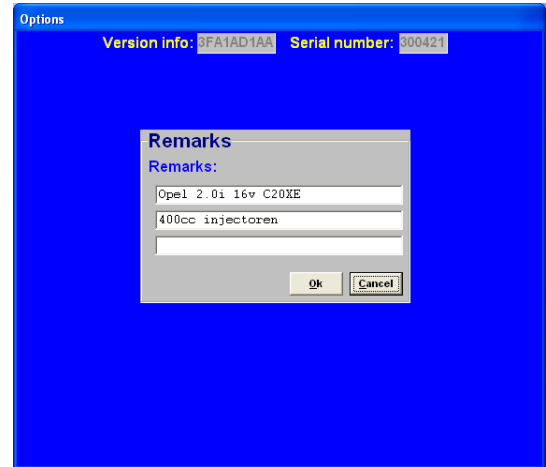 Options
Version info: 3FA1AD1AA Serial number: 300421
Remarks
Remarks:
Opel 2.0i 16v C20XE
400cc injectoren
Ok Cancel